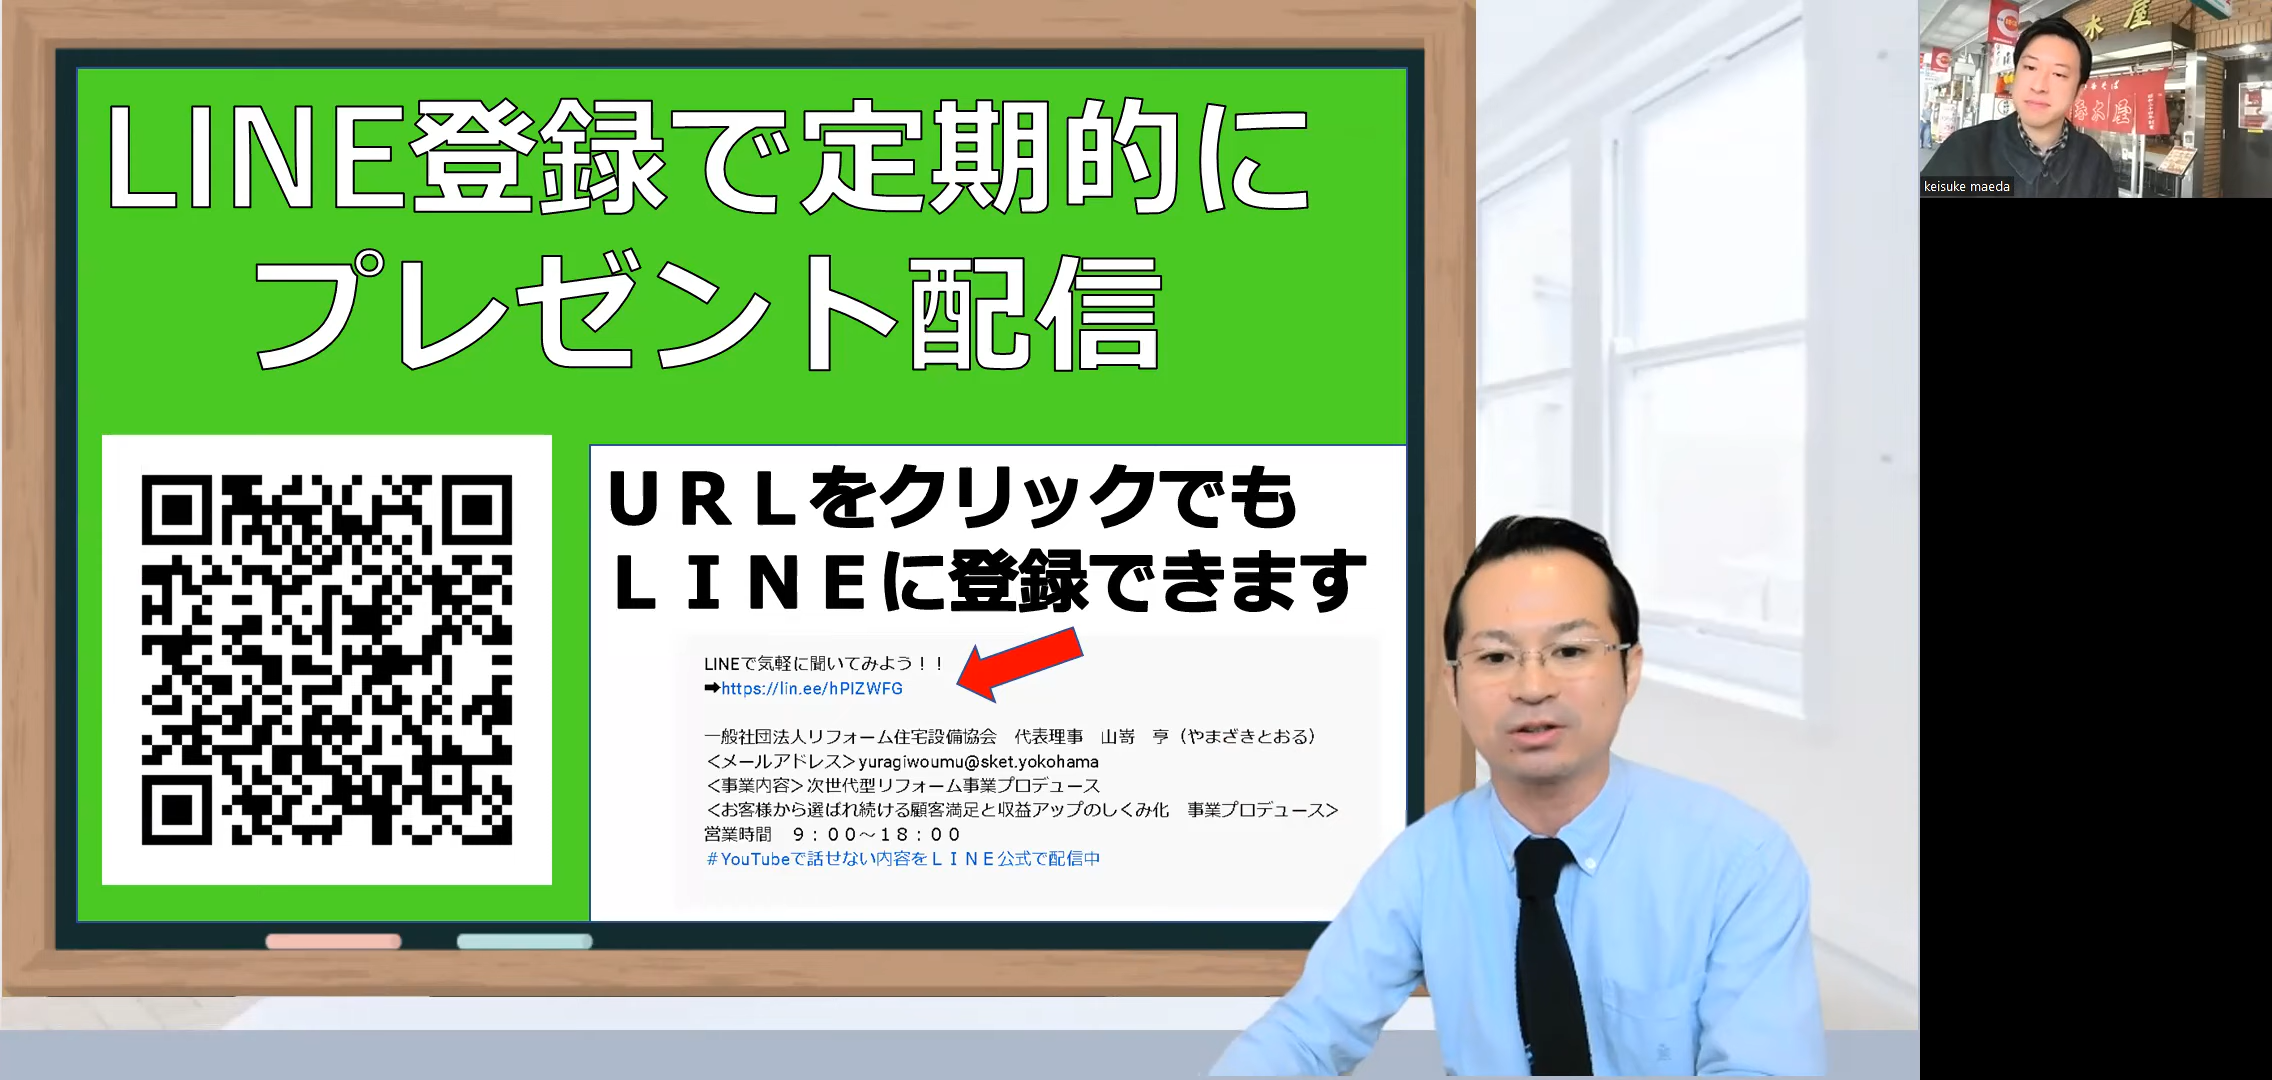 LINE登録で定期的に
プレゼント配信
ＵＲＬをクリックでも
ＬＩＮＥに登録できます
LINEで気軽に聞いてみよう！！
➡https://lin.ee/hPIZWFG
一般社団法人リフォーム住宅設備協会　代表理事　山嵜　亨（やまざきとおる）
＜メールアドレス＞yuragiwoumu@sket.yokohama
＜事業内容＞次世代型リフォーム事業プロデュース
＜お客様から選ばれ続ける顧客満足と収益アップのしくみ化　事業プロデュース＞
営業時間　９：００～１８：００
＃YouTubeで話せない内容をＬＩＮＥ公式で配信中
木屋
keisuke maeda